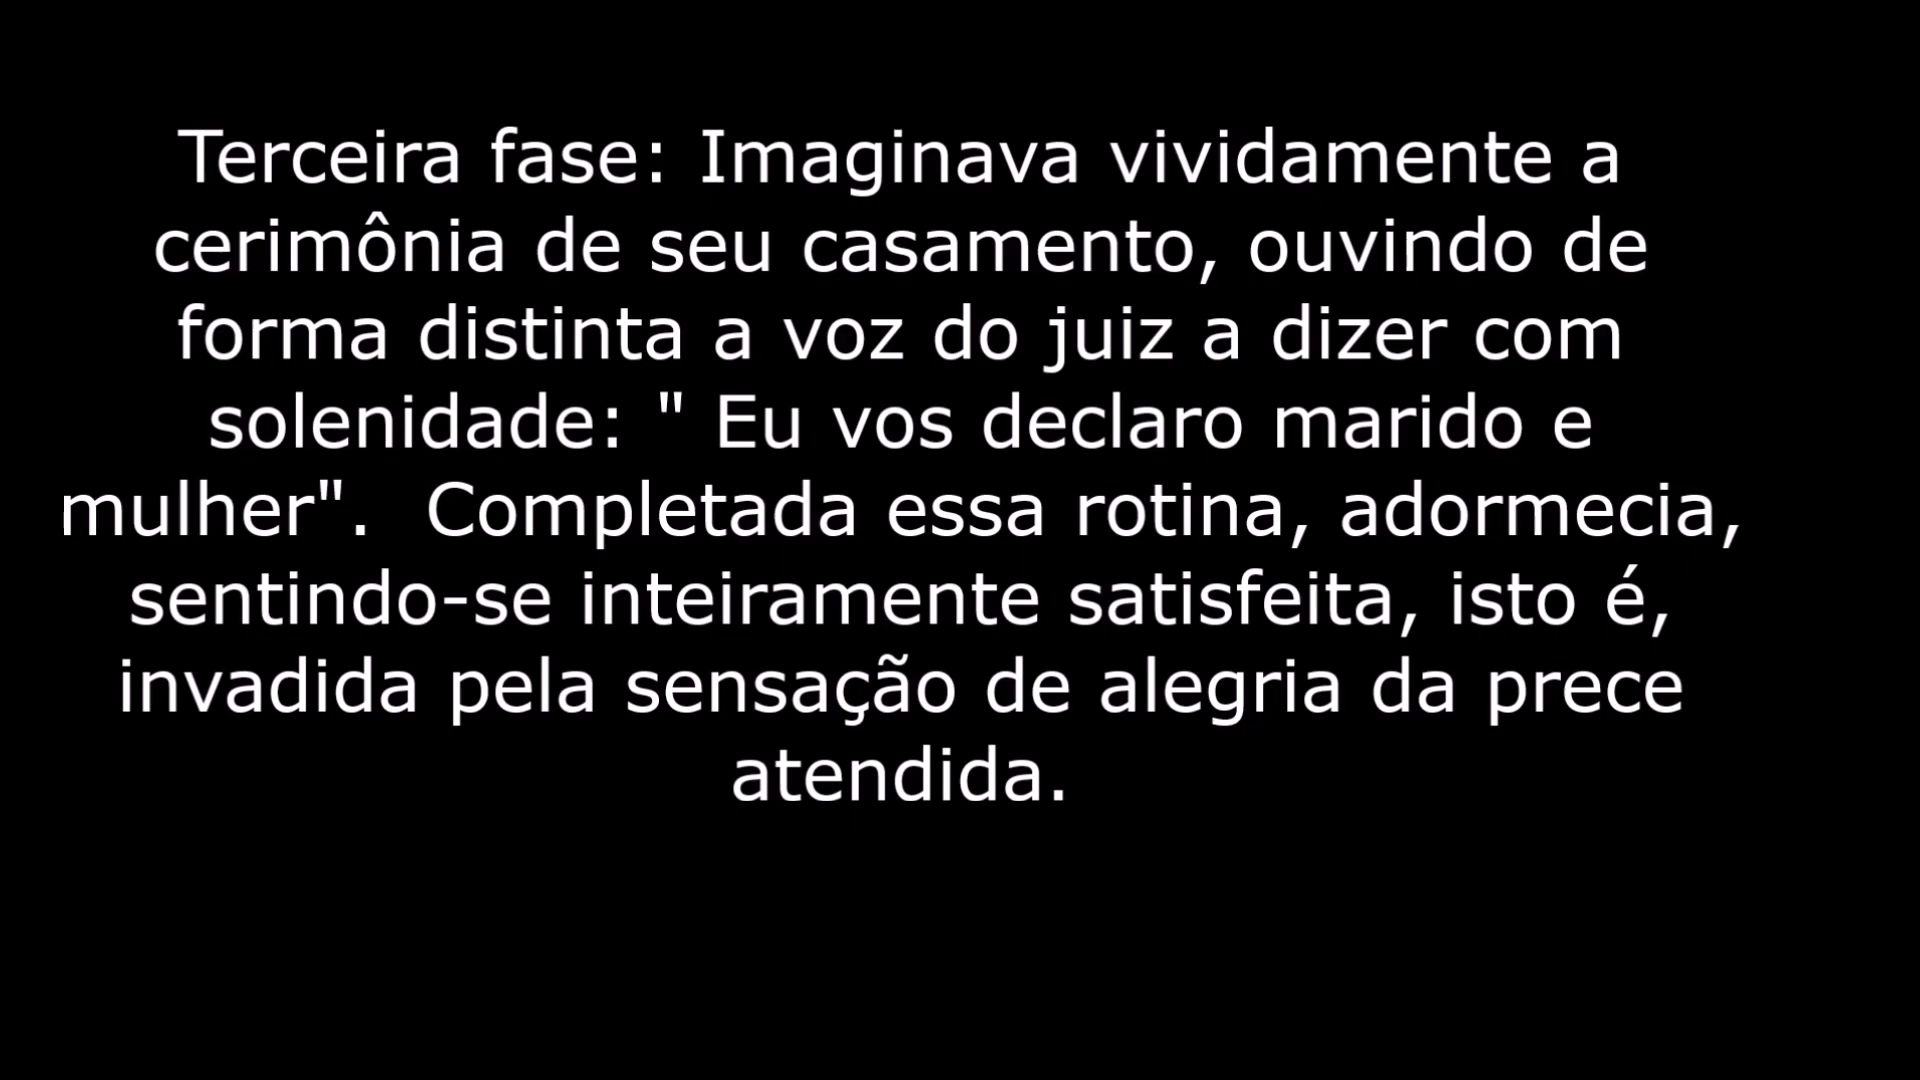 Terceira fase: Imaginava vividamente a
cerimônia de seu casamento, ouvindo de
forma distinta a voz do juiz a dizer com
solenidade: " Eu vos declaro marido e
mulher".  Completada essa rotina, adormecia,
sentindo-se inteiramente satisfeita, isto é,
invadida pela sensação de alegria da prece
atendida.